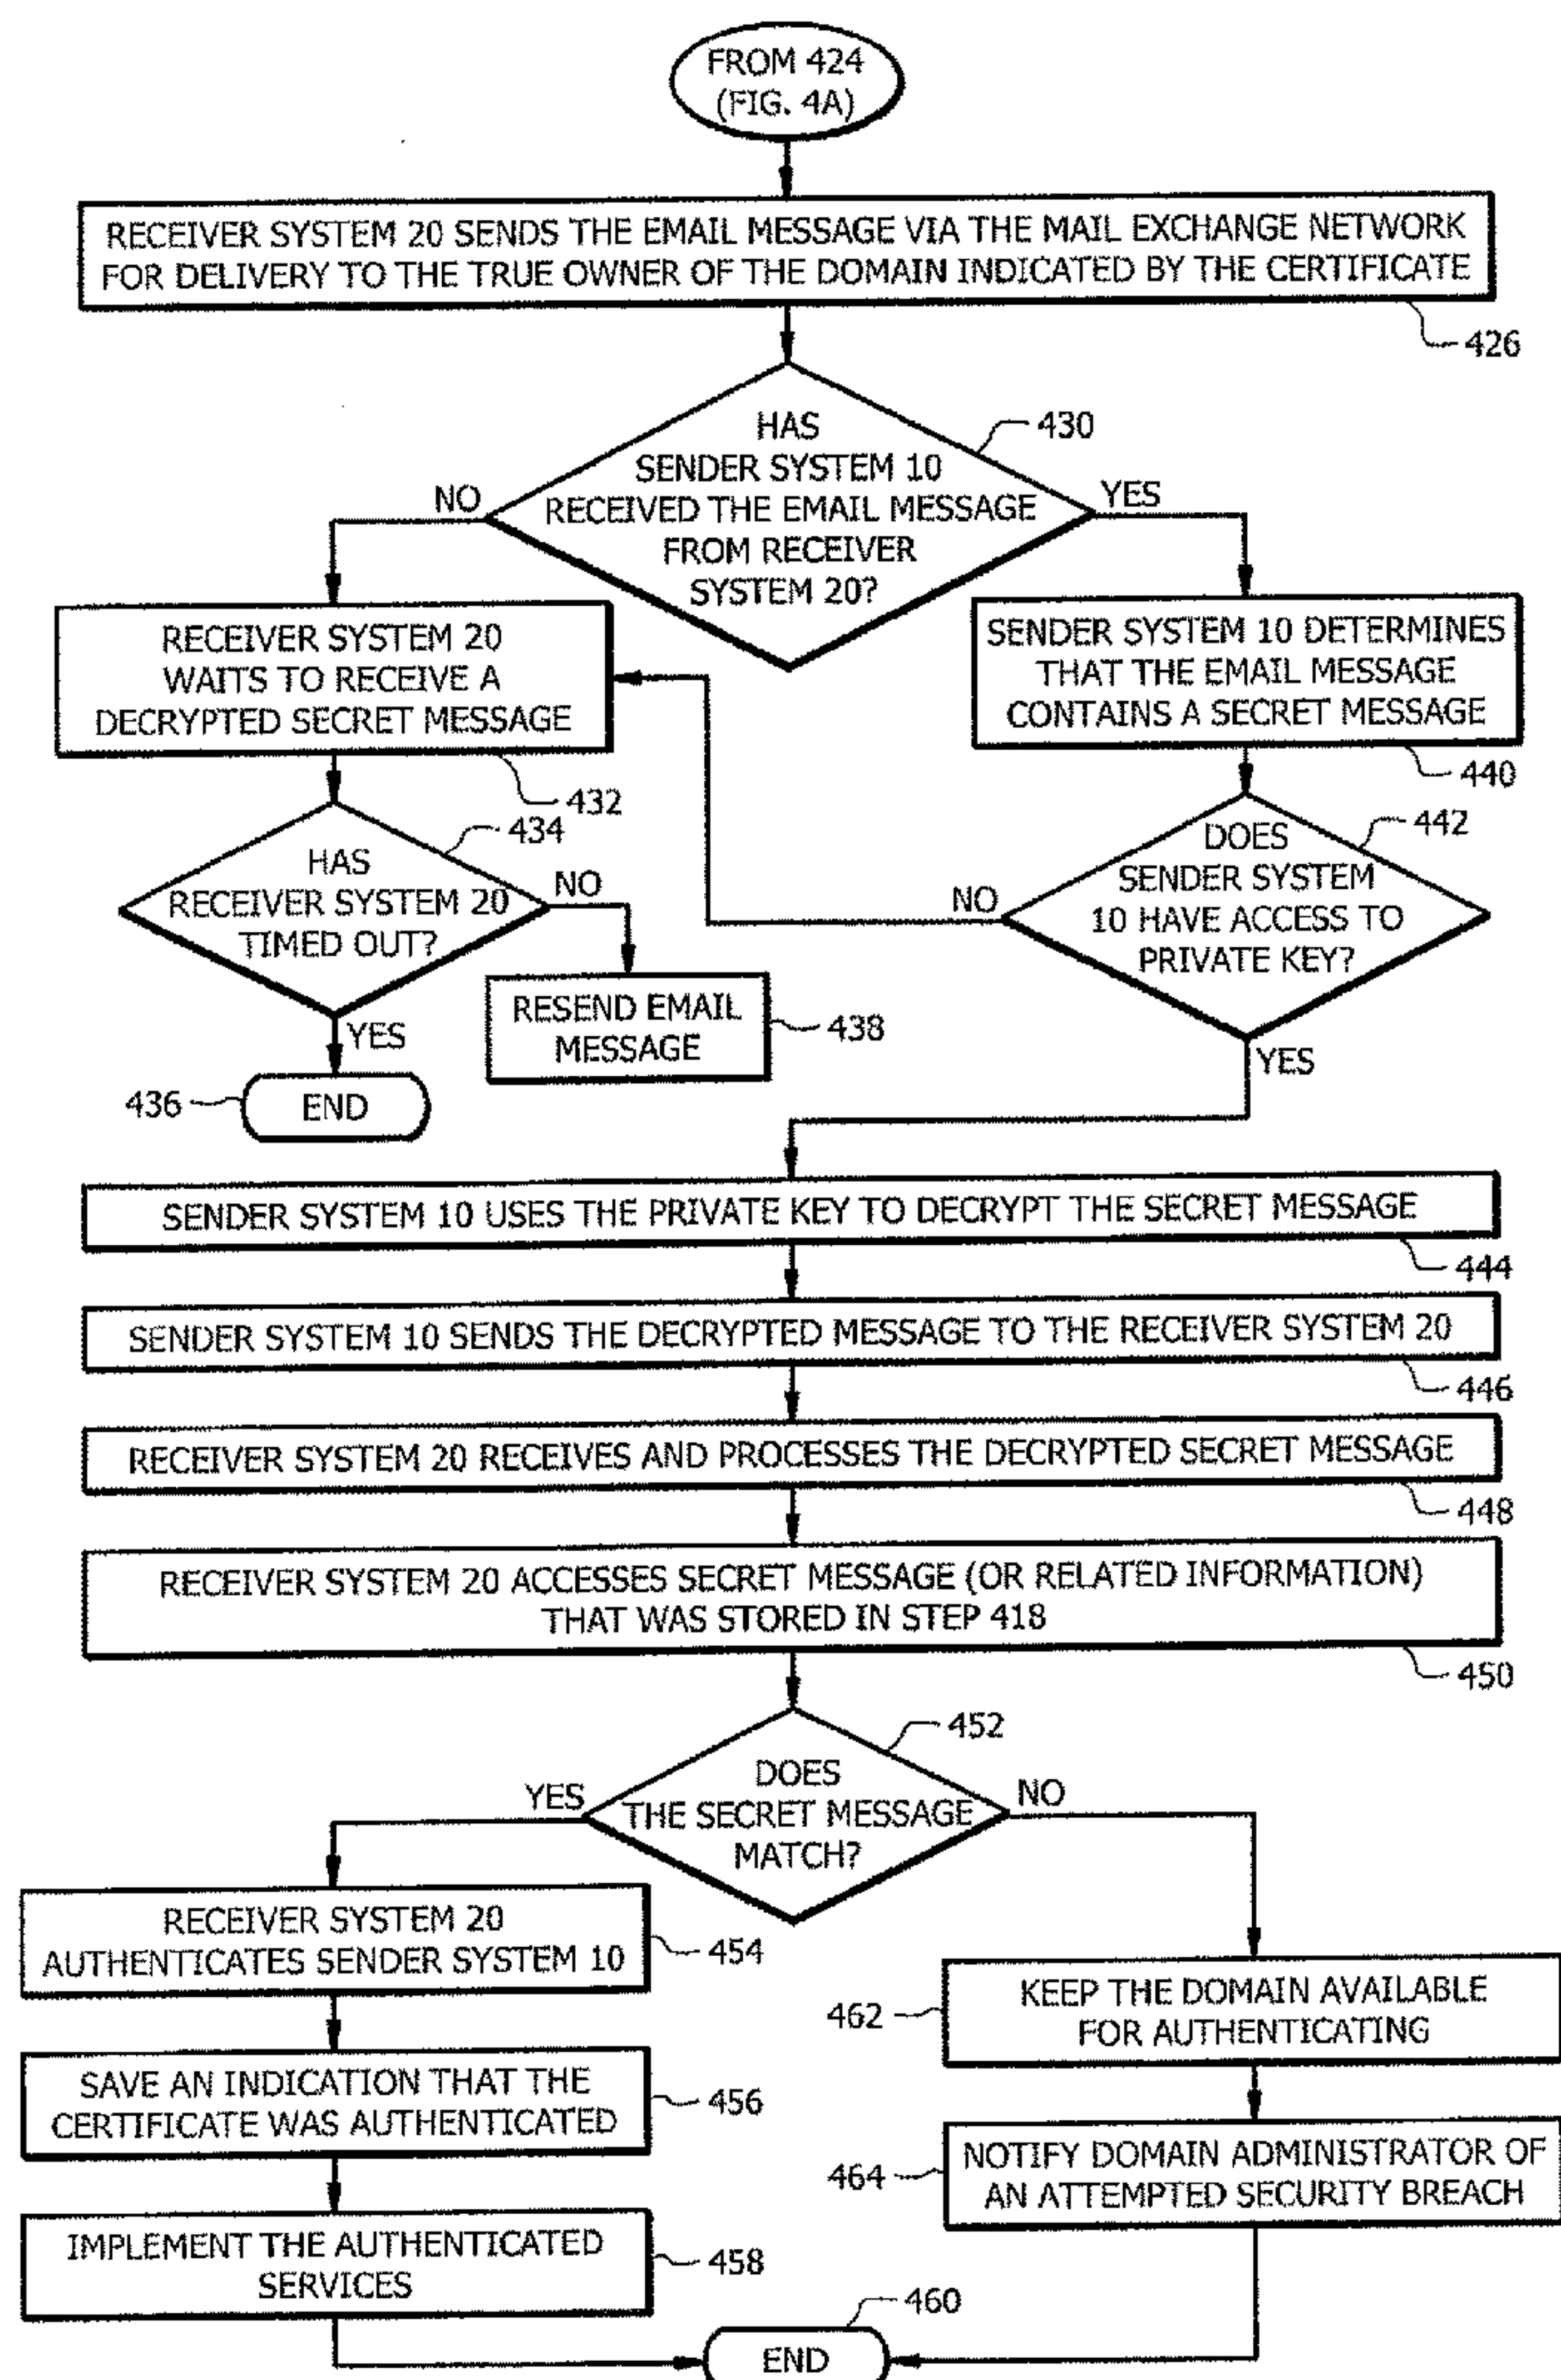 FROM 424
(FIG. 4A)
RECEIVER SYSTEM 20 SENDS THE EMAIL MESSAGE VIA THE MAIL EXCHANGE NETWORK
FOR DELIVERY TO THE TRUE OWNER OF THE DOMAIN INDICATED BY THE CERTIFICATE
426
HAS
SENDER SYSTEM 10
RECEIVED THE EMAIL MESSAGE
FROM RECEIVER
SYSTEM 20?
430
NO
YES
RECEIVER SYSTEM 20
WAITS TO RECEIVE A
DECRYPTED SECRET MESSAGE
432
SENDER SYSTEM 10 DETERMINES
THAT THE EMAIL MESSAGE
CONTAINS A SECRET MESSAGE
440
HAS
RECEIVER SYSTEM 20
TIMED OUT?
434
NO
YES
RESEND EMAIL
MESSAGE
438
436
END
DOES
SENDER SYSTEM
10 HAVE ACCESS TO
PRIVATE KEY?
442
NO
YES
SENDER SYSTEM 10 USES THE PRIVATE KEY TO DECRYPT THE SECRET MESSAGE
444
SENDER SYSTEM 10 SENDS THE DECRYPTED MESSAGE TO THE RECEIVER SYSTEM 20
446
RECEIVER SYSTEM 20 RECEIVES AND PROCESSES THE DECRYPTED SECRET MESSAGE
448
RECEIVER SYSTEM 20 ACCESSES SECRET MESSAGE (OR RELATED INFORMATION)
THAT WAS STORED IN STEP 418
450
DOES
THE SECRET MESSAGE
MATCH?
452
YES
NO
RECEIVER SYSTEM 20
AUTHENTICATES SENDER SYSTEM 10
454
SAVE AN INDICATION THAT THE
CERTIFICATE WAS AUTHENTICATED
456
IMPLEMENT THE AUTHENTICATED
SERVICES
458
462
KEEP THE DOMAIN AVAILABLE
FOR AUTHENTICATING
464
NOTIFY DOMAIN ADMINISTRATOR OF
AN ATTEMPTED SECURITY BREACH
460
END